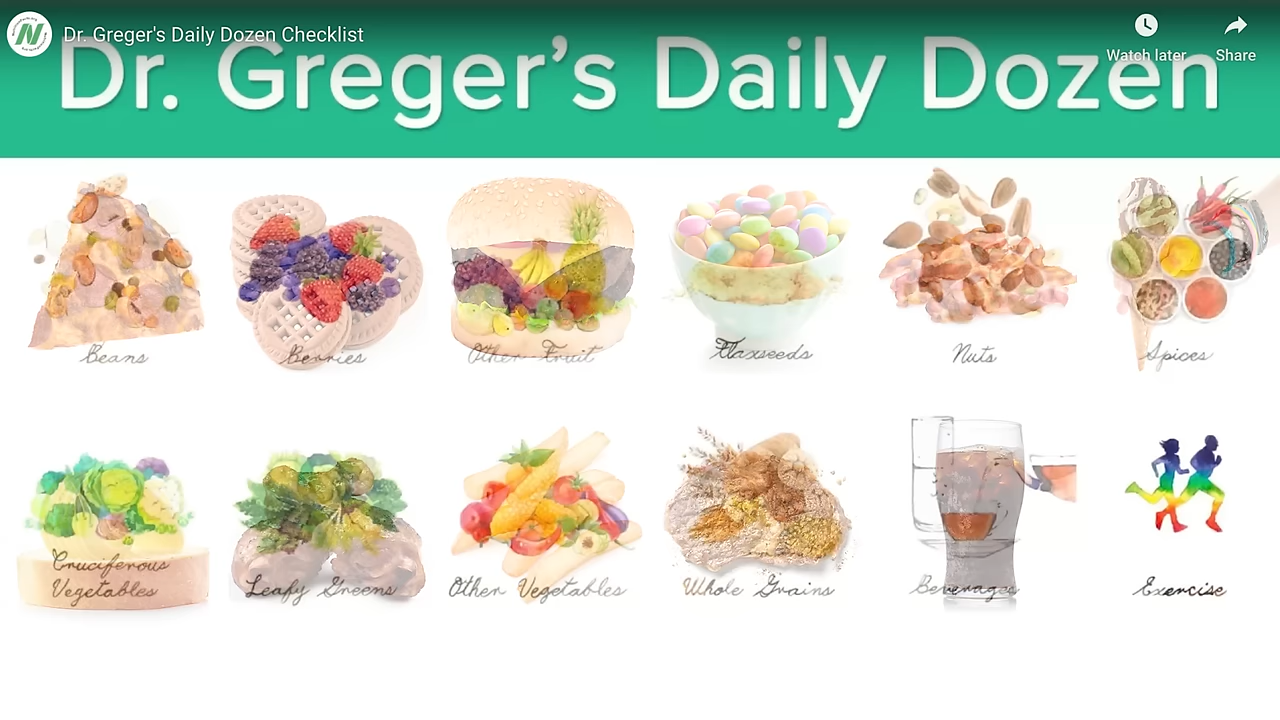 Dr. Greger's Daily Dozen Checklist
Watch later
Share
Dr. Greger’s Daily Dozen
Beans
Berries
Other Fruit
Flaxseeds
Nuts
Spices
Cruciferous
Vegetables
Leafy Greens
Other Vegetables
Whole Grains
Beverages
Exercise